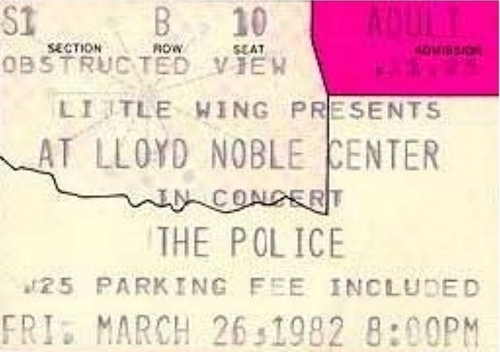 S1 B 10 ADULT
SECTION ROW SEAT ADMISSION
OBSTRUCTED VIEW
LITTLE WING PRESENTS
AT LLOYD NOBLE CENTER
IN CONCERT
THE POLICE
.25 PARKING FEE INCLUDED
FRI. MARCH 26,1982 8:00PM